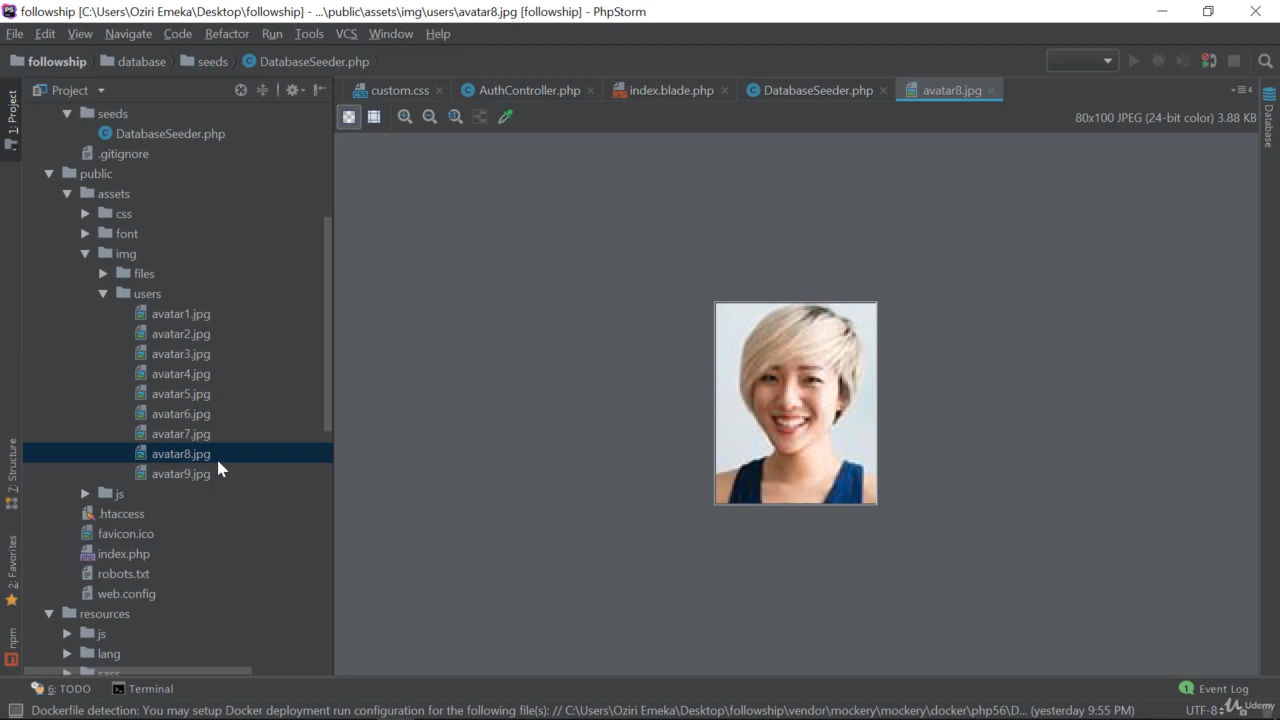 followship [C:\Users\Oziri Emeka\Desktop\followship] - ...\public\assets\img\users\avatar8.jpg [followship] - PhpStorm
File Edit View Navigate Code Refactor Run Tools VCS Window Help
followship database seeds DatabaseSeeder.php
Project custom.css AuthController.php index.blade.php DatabaseSeeder.php avatar8.jpg
80x100 JPEG (24-bit color) 3.88 KB
1: Project
7: Structure
2: Favorites
npm
Database
seeds
DatabaseSeeder.php
.gitignore
public
assets
css
font
img
files
users
avatar1.jpg
avatar2.jpg
avatar3.jpg
avatar4.jpg
avatar5.jpg
avatar6.jpg
avatar7.jpg
avatar8.jpg
avatar9.jpg
js
.htaccess
favicon.ico
index.php
robots.txt
web.config
resources
js
lang
sass
6: TODO Terminal 1 Event Log
Dockerfile detection: You may setup Docker deployment run configuration for the following file(s): // C:\Users\Oziri Emeka\Desktop\followship\vendor\mockery\mockery\docker\php56\D... (yesterday 9:55 PM) UTF-8
Udemy